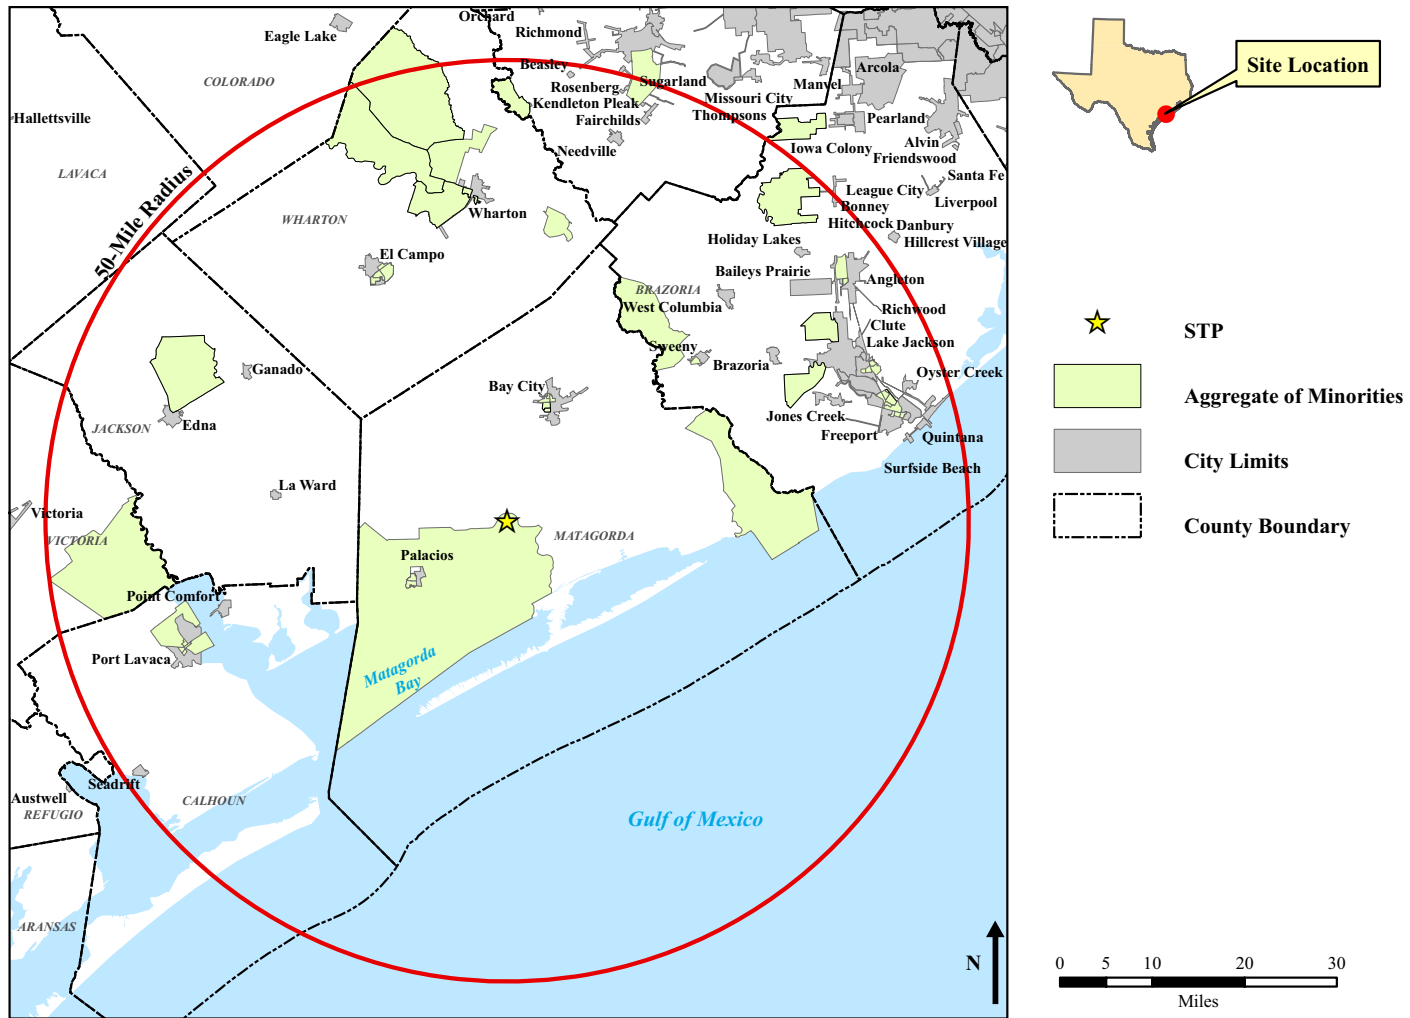 Orchard
Eagle Lake
Richmond
COLORADO
Beasley
Rosenberg
Sugarland
Kendleton Pleak
Fairchilds
Needville
Missouri City
Thompsons
Manvel
Arcola
Pearland
Iowa Colony
Alvin
Friendswood
Santa Fe
League City
Liverpool
Bonney
Hitchcock
Danbury
Hillcrest Village
Hallettsville
LAVACA
50-Mile Radius
WHARTON
Wharton
El Campo
Holiday Lakes
Baileys Prairie
Angleton
BRAZORIA
West Columbia
Richwood
Clute
Lake Jackson
Sweeny
Brazoria
Oyster Creek
Ganado
Bay City
Jones Creek
Freeport
Quintana
Surfside Beach
Edna
JACKSON
La Ward
Victoria
VICTORIA
MATAGORDA
Palacios
Point Comfort
Port Lavaca
Matagorda
Bay
Seadrift
Austwell
REFUGIO
CALHOUN
Gulf of Mexico
ARANSAS
N
Site Location
STP
Aggregate of Minorities
City Limits
County Boundary
0 5 10 20 30
Miles